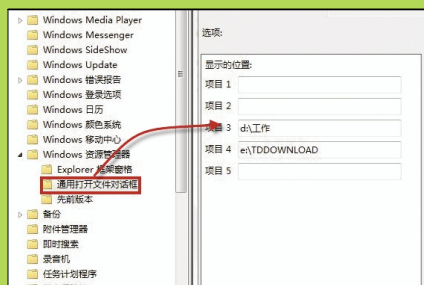 Windows Media Player
Windows Messenger
Windows SideShow
Windows Update
Windows 错误报告
Windows 登录选项
Windows 日历
Windows 颜色系统
Windows 移动中心
Windows 资源管理器
Explorer 框架窗格
通用打开文件对话框
先前版本
备份
附件管理器
即时搜索
录音机
任务计划程序
选项:
显示的位置:
项目 1
项目 2
项目 3 d:\工作
项目 4 e:\TDDOWNLOAD
项目 5